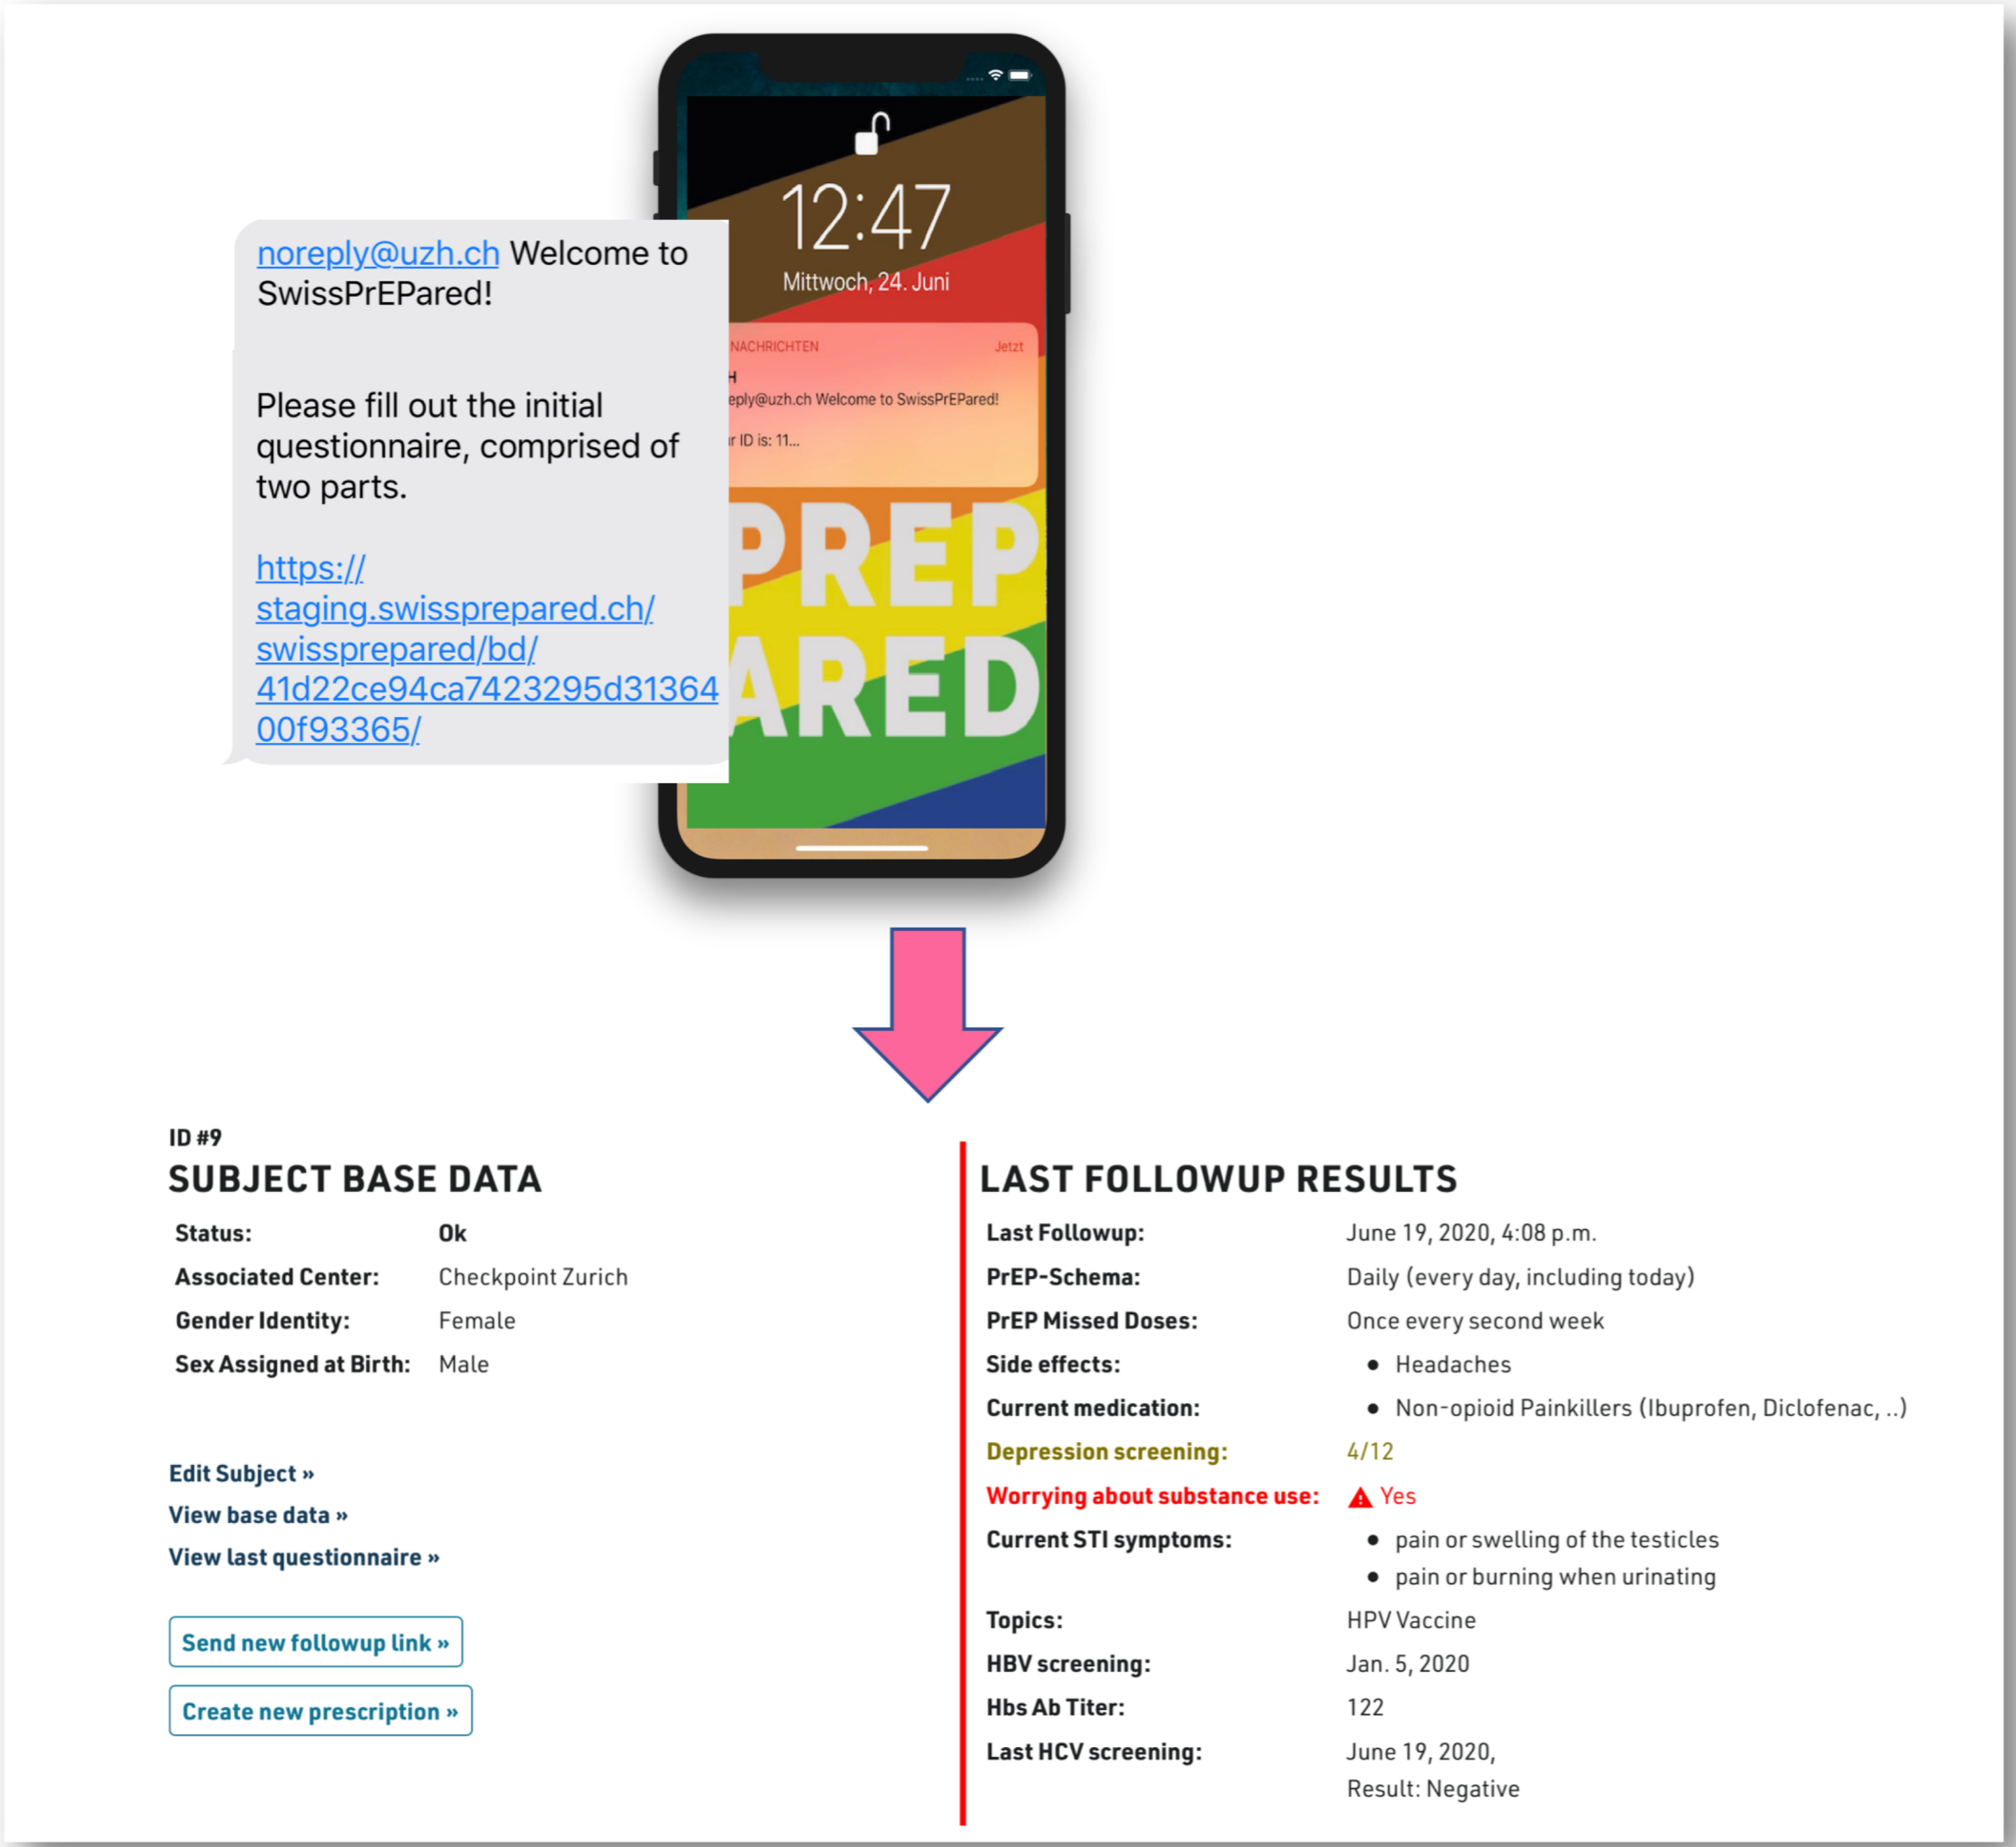 12:47
Mittwoch, 24. Juni
noreply@uzh.ch Welcome to
SwissPrEPared!
Please fill out the initial
questionnaire, comprised of
two parts.
https://
staging.swissprepared.ch/
swissprepared/bd/
41d22ce94ca7423295d31364
00f93365/
NACHRICHTEN Jetzt
H
eply@uzh.ch Welcome to SwissPrEPared!
r ID is: 11...
PREP
ARED
ID #9
SUBJECT BASE DATA
Status: Ok
Associated Center: Checkpoint Zurich
Gender Identity: Female
Sex Assigned at Birth: Male
Edit Subject »
View base data »
View last questionnaire »
Send new followup link »
Create new prescription »
LAST FOLLOWUP RESULTS
Last Followup: June 19, 2020, 4:08 p.m.
PrEP-Schema: Daily (every day, including today)
PrEP Missed Doses: Once every second week
Side effects: • Headaches
Current medication: • Non-opioid Painkillers (Ibuprofen, Diclofenac, ..)
Depression screening: 4/12
Worrying about substance use: Yes
Current STI symptoms: • pain or swelling of the testicles
• pain or burning when urinating
Topics: HPV Vaccine
HBV screening: Jan. 5, 2020
Hbs Ab Titer: 122
Last HCV screening: June 19, 2020,
Result: Negative